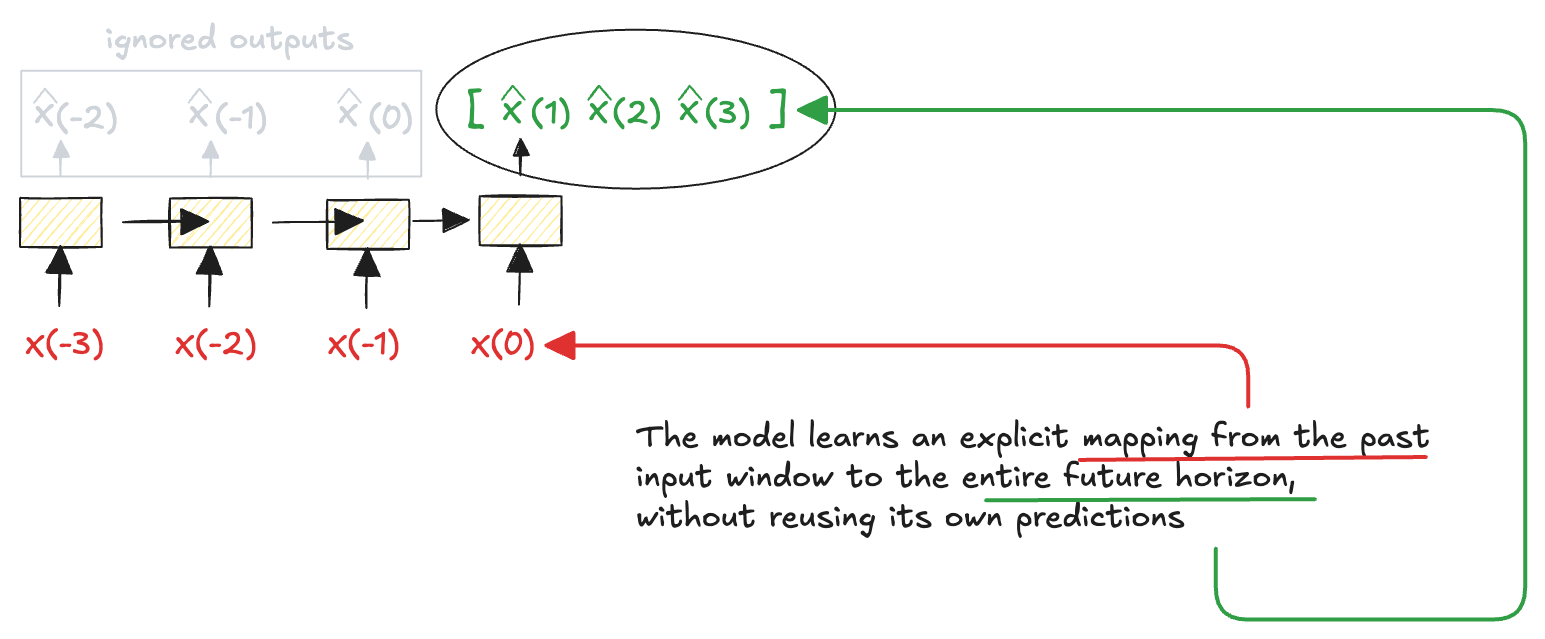 ignored outputs
x̂(-2) x̂(-1) x̂(0) [ x̂(1) x̂(2) x̂(3) ]
x(-3) x(-2) x(-1) x(0)
The model learns an explicit mapping from the past
input window to the entire future horizon,
without reusing its own predictions